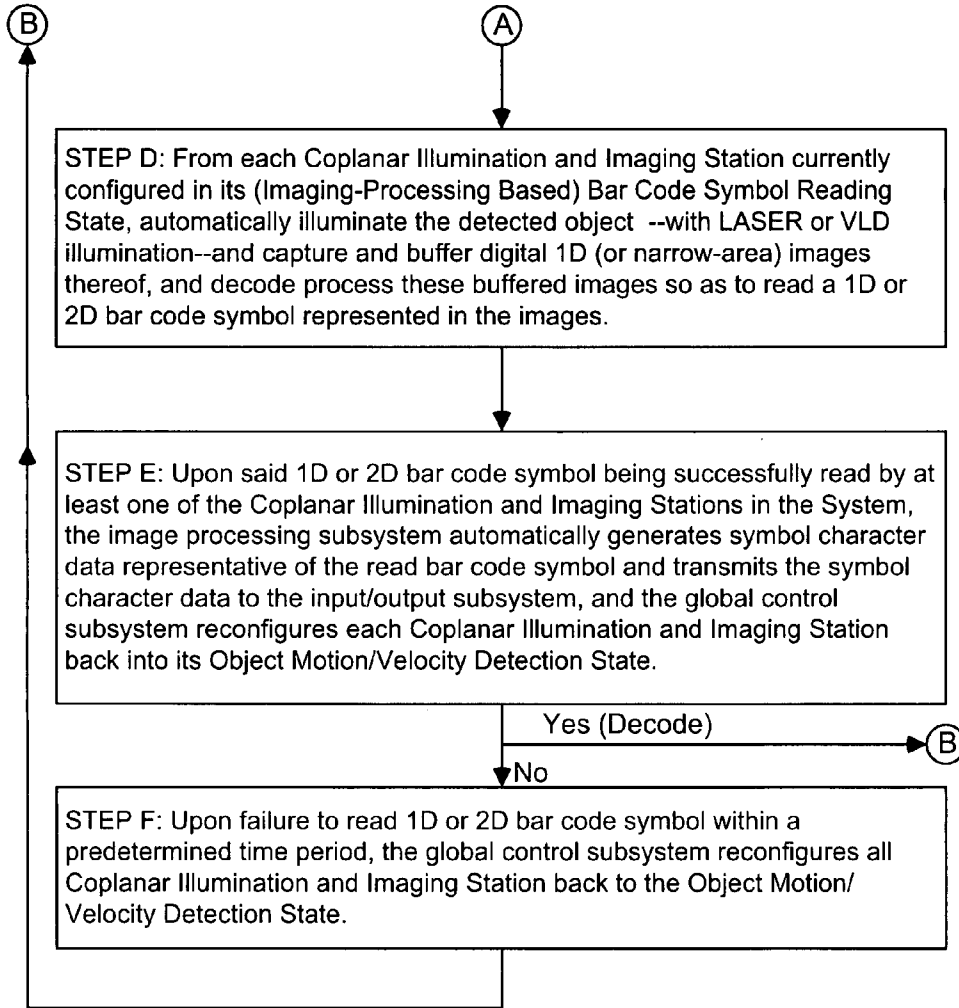 B
A
STEP D: From each Coplanar Illumination and Imaging Station currently
configured in its (Imaging-Processing Based) Bar Code Symbol Reading
State, automatically illuminate the detected object --with LASER or VLD
illumination--and capture and buffer digital 1D (or narrow-area) images
thereof, and decode process these buffered images so as to read a 1D or
2D bar code symbol represented in the images.
STEP E: Upon said 1D or 2D bar code symbol being successfully read by at
least one of the Coplanar Illumination and Imaging Stations in the System,
the image processing subsystem automatically generates symbol character
data representative of the read bar code symbol and transmits the symbol
character data to the input/output subsystem, and the global control
subsystem reconfigures each Coplanar Illumination and Imaging Station
back into its Object Motion/Velocity Detection State.
Yes (Decode)
B
No
STEP F: Upon failure to read 1D or 2D bar code symbol within a
predetermined time period, the global control subsystem reconfigures all
Coplanar Illumination and Imaging Station back to the Object Motion/
Velocity Detection State.